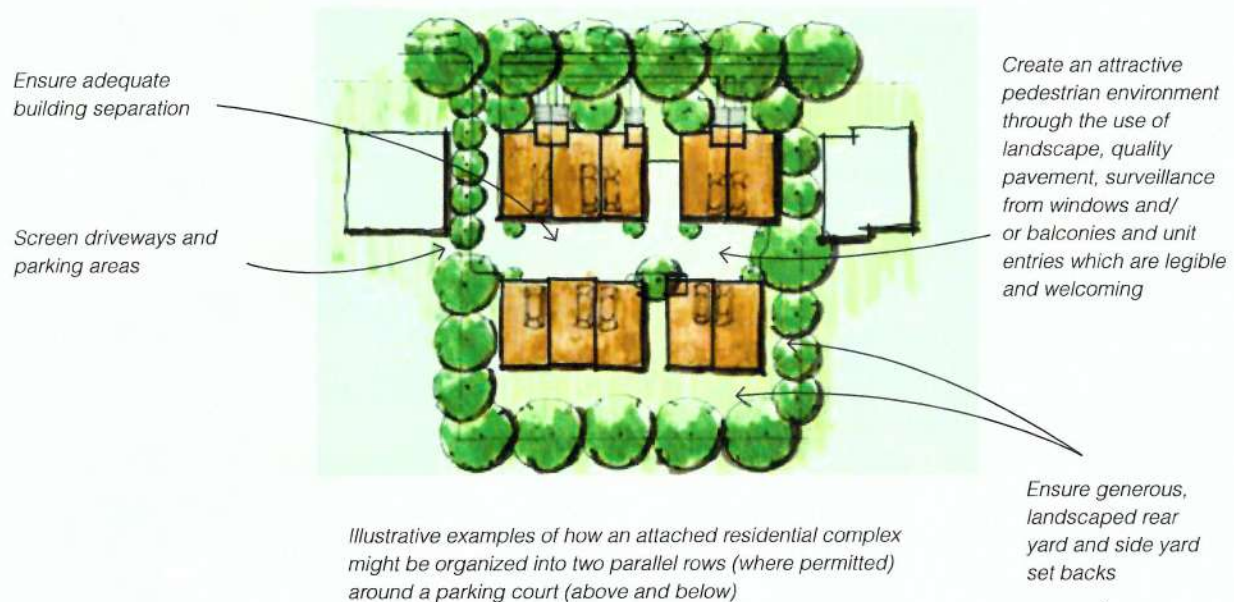 Ensure adequate
building separation
Screen driveways and
parking areas
Create an attractive
pedestrian environment
through the use of
landscape, quality
pavement, surveillance
from windows and/
or balconies and unit
entries which are legible
and welcoming
Ensure generous,
landscaped rear
yard and side yard
set backs
Illustrative examples of how an attached residential complex
might be organized into two parallel rows (where permitted)
around a parking court (above and below)